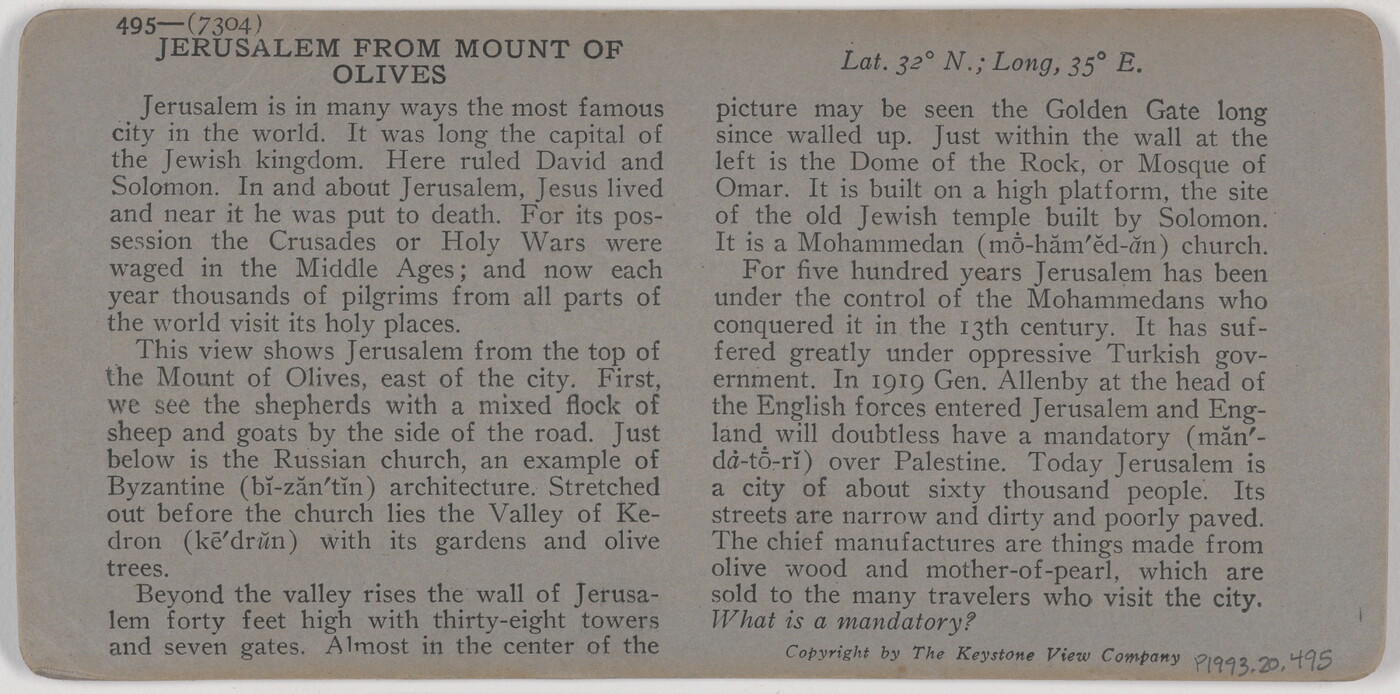 495—(7304)
JERUSALEM FROM MOUNT OF
OLIVES
Jerusalem is in many ways the most famous
city in the world. It was long the capital of
the Jewish kingdom. Here ruled David and
Solomon. In and about Jerusalem, Jesus lived
and near it he was put to death. For its pos-
session the Crusades or Holy Wars were
waged in the Middle Ages; and now each
year thousands of pilgrims from all parts of
the world visit its holy places.
This view shows Jerusalem from the top of
the Mount of Olives, east of the city. First,
we see the shepherds with a mixed flock of
sheep and goats by the side of the road. Just
below is the Russian church, an example of
Byzantine (bĭ-zăn′tĭn) architecture. Stretched
out before the church lies the Valley of Ke-
dron (kē′drŭn) with its gardens and olive
trees.
Beyond the valley rises the wall of Jerusa-
lem forty feet high with thirty-eight towers
and seven gates. Almost in the center of the
Lat. 32° N.; Long, 35° E.
picture may be seen the Golden Gate long
since walled up. Just within the wall at the
left is the Dome of the Rock, or Mosque of
Omar. It is built on a high platform, the site
of the old Jewish temple built by Solomon.
It is a Mohammedan (mō̇-hăm′ĕd-ăn) church.
For five hundred years Jerusalem has been
under the control of the Mohammedans who
conquered it in the 13th century. It has suf-
fered greatly under oppressive Turkish gov-
ernment. In 1919 Gen. Allenby at the head of
the English forces entered Jerusalem and Eng-
land will doubtless have a mandatory (măn′-
dȧ-tō̇-rĭ) over Palestine. Today Jerusalem is
a city of about sixty thousand people. Its
streets are narrow and dirty and poorly paved.
The chief manufactures are things made from
olive wood and mother-of-pearl, which are
sold to the many travelers who visit the city.
What is a mandatory?
Copyright by The Keystone View Company
P1993.20.495